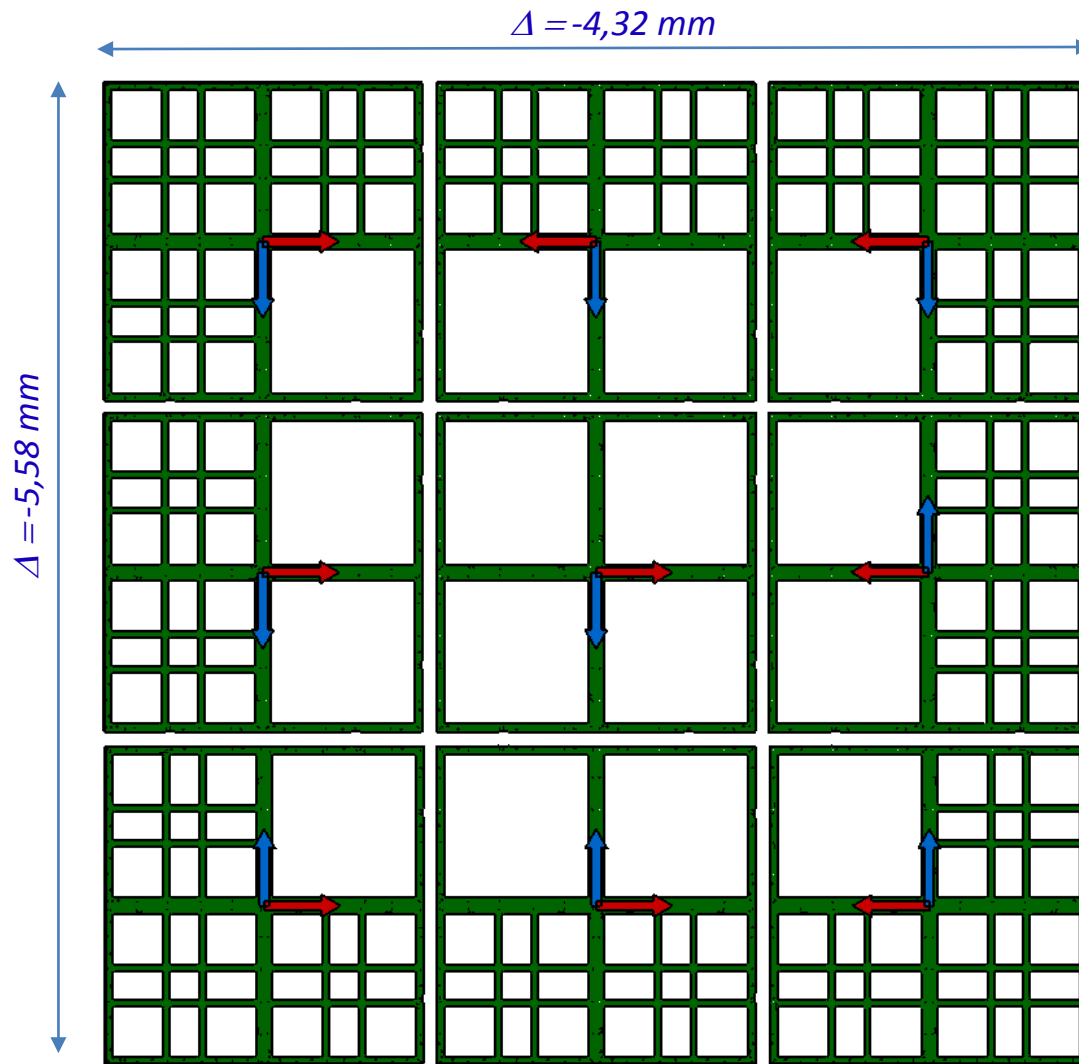 Δ = -4,32 mm
Δ = -5,58 mm